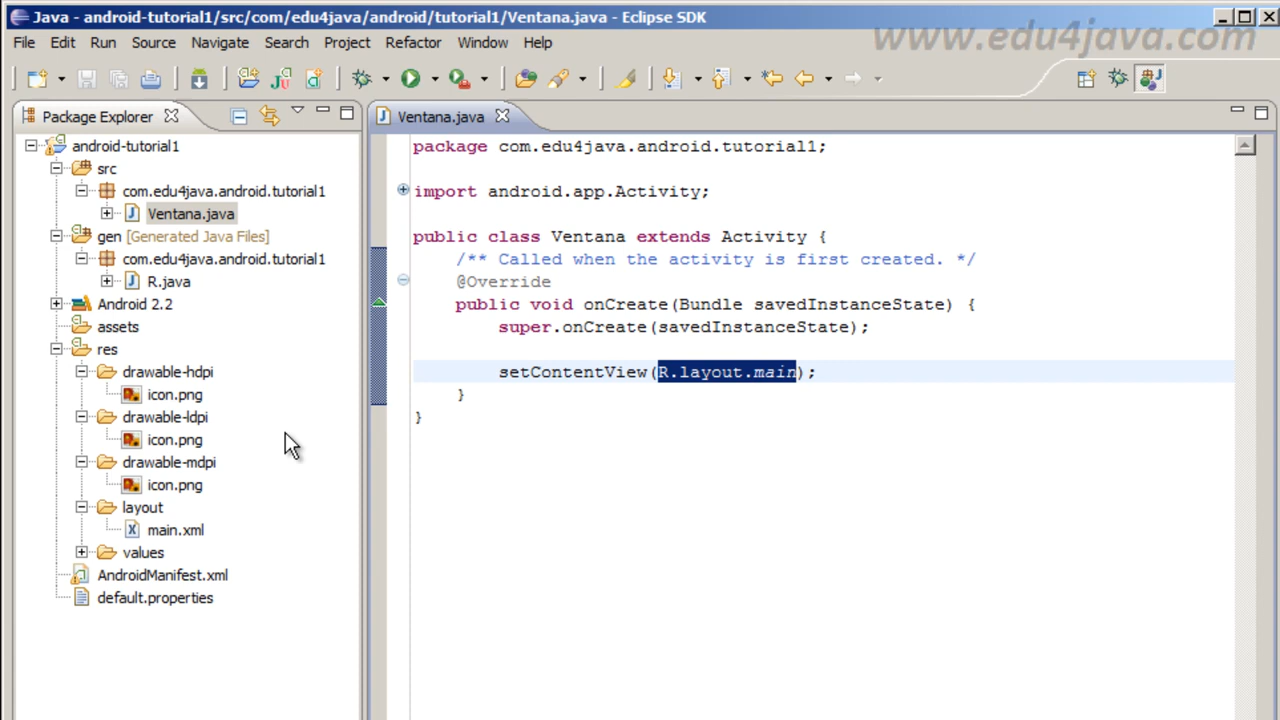 Java - android-tutorial1/src/com/edu4java/android/tutorial1/Ventana.java - Eclipse SDK
File Edit Run Source Navigate Search Project Refactor Window Help
www.edu4java.com
Package Explorer
android-tutorial1
src
com.edu4java.android.tutorial1
Ventana.java
gen [Generated Java Files]
com.edu4java.android.tutorial1
R.java
Android 2.2
assets
res
drawable-hdpi
icon.png
drawable-ldpi
icon.png
drawable-mdpi
icon.png
layout
main.xml
values
AndroidManifest.xml
default.properties
Ventana.java
package com.edu4java.android.tutorial1;
import android.app.Activity;
public class Ventana extends Activity {
/** Called when the activity is first created. */
@Override
public void onCreate(Bundle savedInstanceState) {
super.onCreate(savedInstanceState);
setContentView(R.layout.main);
}
}